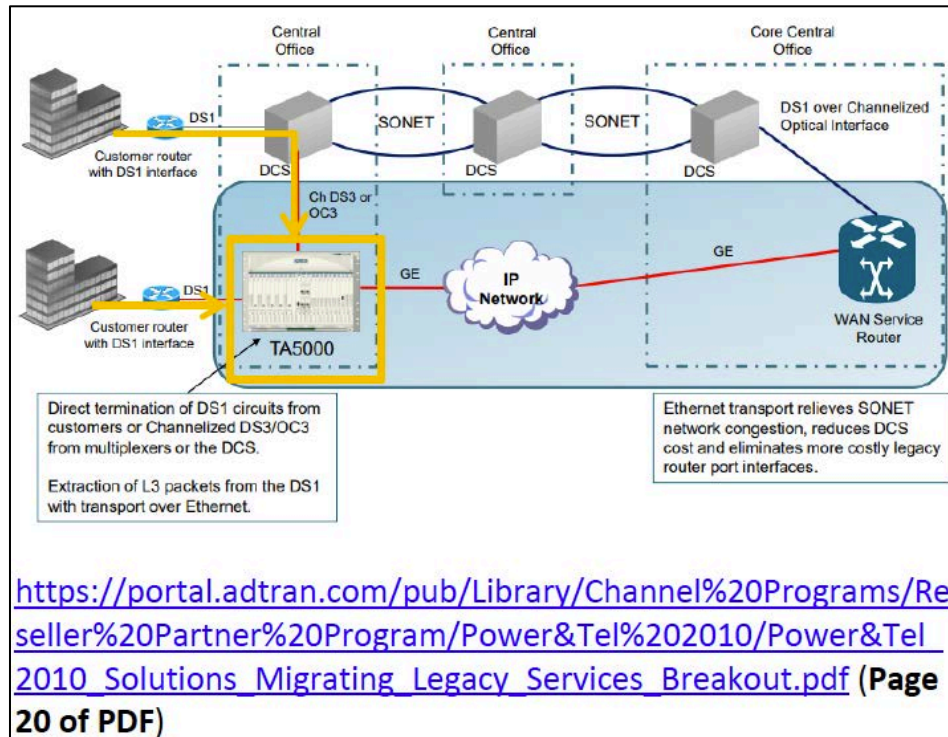 Central
Office
Central
Office
Core Central
Office
DS1
SONET
SONET
DS1 over Channelized
Optical Interface
Customer router
with DS1 interface
DCS
DCS
DCS
Ch DS3 or
OC3
DS1
GE
IP
Network
GE
Customer router
with DS1 interface
TA5000
WAN Service
Router
Direct termination of DS1 circuits from
customers or Channelized DS3/OC3
from multiplexers or the DCS.
Extraction of L3 packets from the DS1
with transport over Ethernet.
Ethernet transport relieves SONET
network congestion, reduces DCS
cost and eliminates more costly legacy
router port interfaces.
https://portal.adtran.com/pub/Library/Channel%20Programs/Re
seller%20Partner%20Program/Power&Tel%202010/Power&Tel_
2010_Solutions_Migrating_Legacy_Services_Breakout.pdf (Page
20 of PDF)